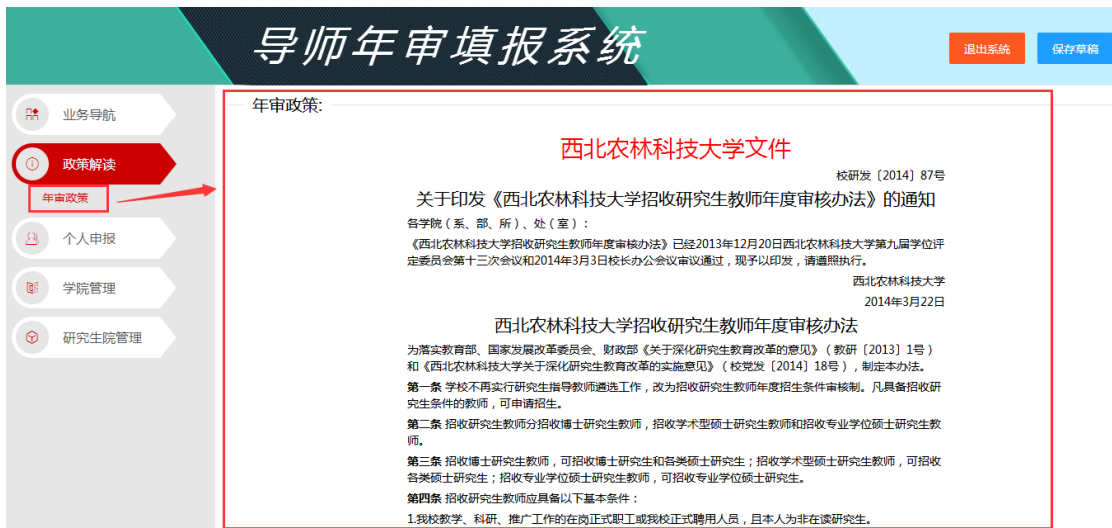 导师年审填报系统
退出系统
保存草稿
业务导航
政策解读
年审政策
个人申报
学院管理
研究生院管理
年审政策:
西北农林科技大学文件
校研发〔2014〕87号
关于印发《西北农林科技大学招收研究生教师年度审核办法》的通知
各学院（系、部、所）、处（室）：
《西北农林科技大学招收研究生教师年度审核办法》已经2013年12月20日西北农林科技大学第九届学位评
定委员会第十三次会议和2014年3月3日校长办公会议审议通过，现予以印发，请遵照执行。
西北农林科技大学
2014年3月22日
西北农林科技大学招收研究生教师年度审核办法
为落实教育部、国家发展改革委员会、财政部《关于深化研究生教育改革的意见》（教研〔2013〕1号）
和《西北农林科技大学关于深化研究生教育改革的实施意见》（校党发〔2014〕18号），制定本办法。
第一条 学校不再实行研究生指导教师遴选工作，改为招收研究生教师年度招生条件审核制。凡具备招收研
究生条件的教师，可申请招生。
第二条 招收研究生教师分招收博士研究生教师，招收学术型硕士研究生教师和招收专业学位硕士研究生教
师。
第三条 招收博士研究生教师，可招收博士研究生和各类硕士研究生；招收学术型硕士研究生教师，可招收
各类硕士研究生；招收专业学位硕士研究生教师，可招收专业学位硕士研究生。
第四条 招收研究生教师应具备以下基本条件：
1.我校教学、科研、推广工作的在岗正式职工或我校正式聘用人员，且本人为非在读研究生。